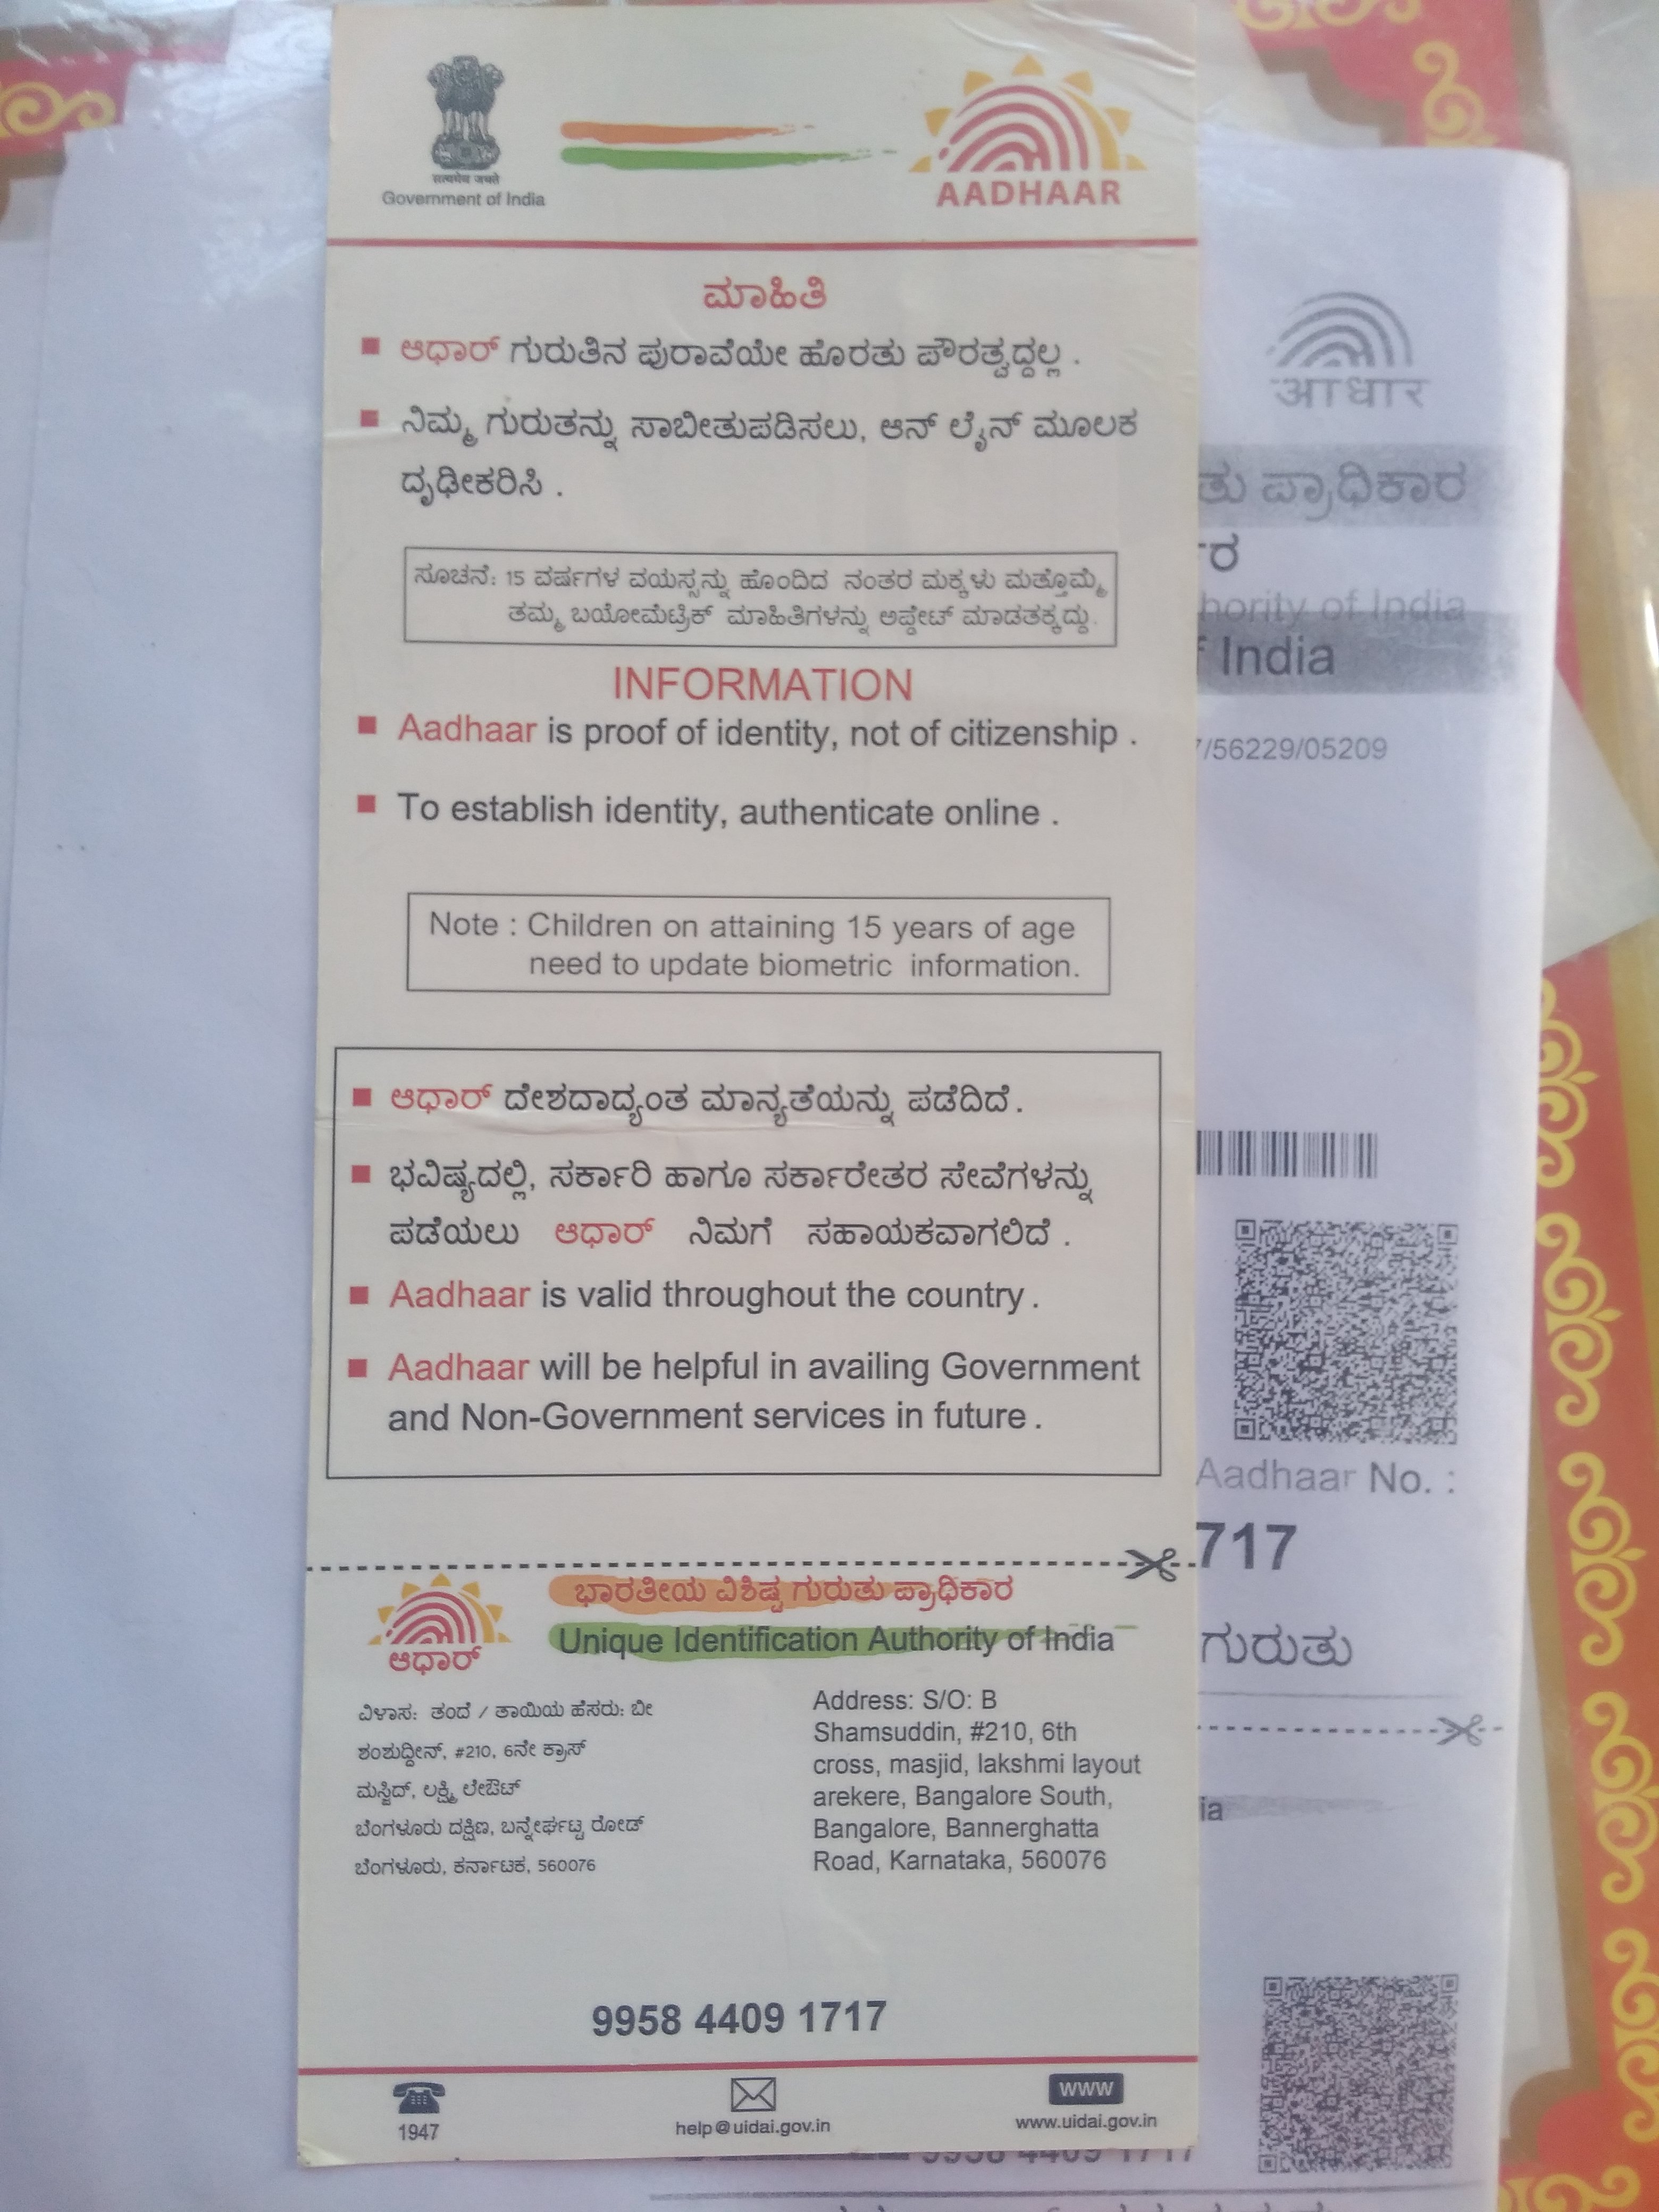 सत्यमेव जयते
Government of India
AADHAAR
ಮಾಹಿತಿ
ಆಧಾರ್ ಗುರುತಿನ ಪುರಾವೆಯೇ ಹೊರತು ಪೌರತ್ವದ್ದಲ್ಲ .
ನಿಮ್ಮ ಗುರುತನ್ನು ಸಾಬೀತುಪಡಿಸಲು, ಆನ್ ಲೈನ್ ಮೂಲಕ
ದೃಢೀಕರಿಸಿ .
ಸೂಚನೆ: 15 ವರ್ಷಗಳ ವಯಸ್ಸನ್ನು ಹೊಂದಿದ ನಂತರ ಮಕ್ಕಳು ಮತ್ತೊಮ್ಮೆ
ತಮ್ಮ ಬಯೋಮೆಟ್ರಿಕ್ ಮಾಹಿತಿಗಳನ್ನು ಅಪ್ಡೇಟ್ ಮಾಡತಕ್ಕದ್ದು.
INFORMATION
Aadhaar is proof of identity, not of citizenship .
To establish identity, authenticate online .
Note : Children on attaining 15 years of age
need to update biometric information.
ಆಧಾರ್ ದೇಶದಾದ್ಯಂತ ಮಾನ್ಯತೆಯನ್ನು ಪಡೆದಿದೆ .
ಭವಿಷ್ಯದಲ್ಲಿ, ಸರ್ಕಾರಿ ಹಾಗೂ ಸರ್ಕಾರೇತರ ಸೇವೆಗಳನ್ನು
ಪಡೆಯಲು ಆಧಾರ್ ನಿಮಗೆ ಸಹಾಯಕವಾಗಲಿದೆ .
Aadhaar is valid throughout the country .
Aadhaar will be helpful in availing Government
and Non-Government services in future .
ಭಾರತೀಯ ವಿಶಿಷ್ಟ ಗುರುತು ಪ್ರಾಧಿಕಾರ
Unique Identification Authority of India
ಆಧಾರ್
ವಿಳಾಸ: ತಂದೆ / ತಾಯಿಯ ಹೆಸರು: ಬೀ
ಶಂಶುದ್ದೀನ್, #210, 6ನೇ ಕ್ರಾಸ್
ಮಸ್ಜಿದ್, ಲಕ್ಷ್ಮಿ ಲೇಔಟ್
ಬೆಂಗಳೂರು ದಕ್ಷಿಣ, ಬನ್ನೇರ್ಘಟ್ಟ ರೋಡ್
ಬೆಂಗಳೂರು, ಕರ್ನಾಟಕ, 560076
Address: S/O: B
Shamsuddin, #210, 6th
cross, masjid, lakshmi layout
arekere, Bangalore South,
Bangalore, Bannerghatta
Road, Karnataka, 560076
9958 4409 1717
1947
help@uidai.gov.in
WWW
www.uidai.gov.in
आधार
ತು ಪ್ರಾಧಿಕಾರ
ರ
hority of India
India
/56229/05209
Aadhaar No. :
717
ಗುರುತು
ia
9958 4409 1717